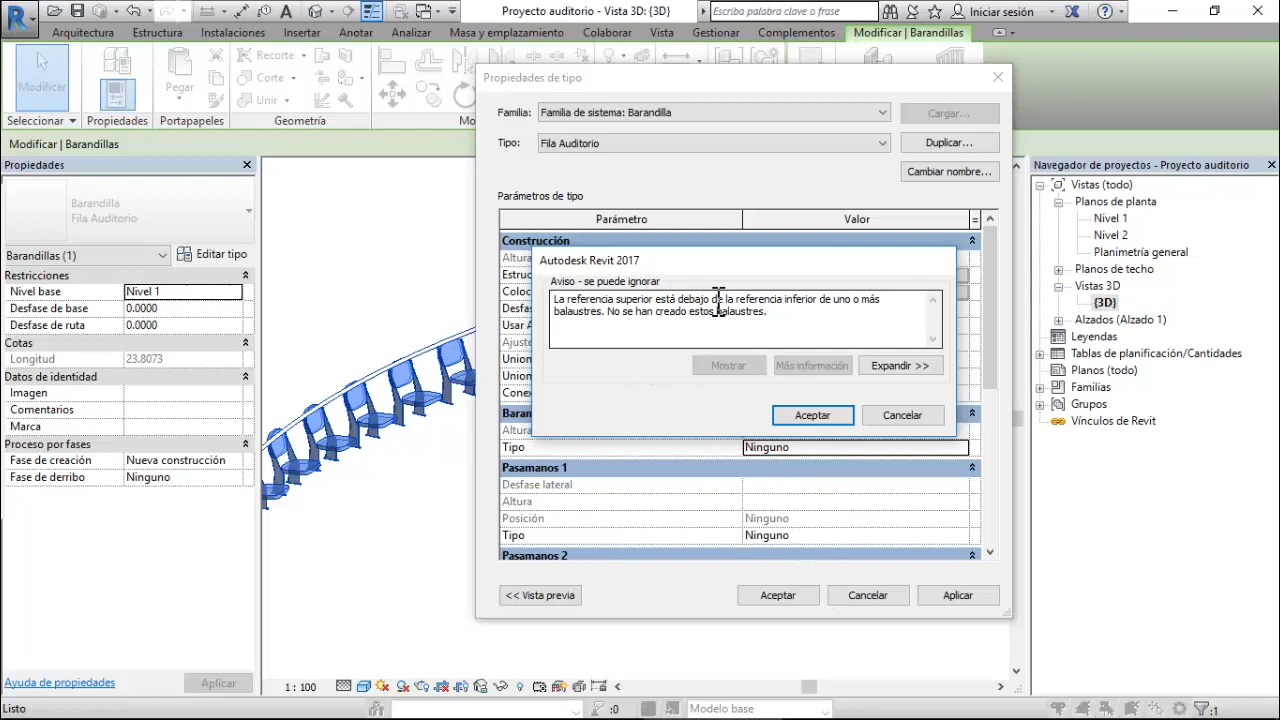 Proyecto auditorio - Vista 3D: {3D}
Escriba palabra clave o frase
Iniciar sesión
Arquitectura
Estructura
Instalaciones
Insertar
Anotar
Analizar
Masa y emplazamiento
Colaborar
Vista
Gestionar
Complementos
Modificar | Barandillas
Modificar
Pegar
Recorte
Corte
Unir
Seleccionar
Propiedades
Portapapeles
Geometría
Modificar | Barandillas
Propiedades
Barandilla
Fila Auditorio
Barandillas (1)
Editar tipo
Restricciones
Nivel base
Nivel 1
Desfase de base
0.0000
Desfase de ruta
0.0000
Cotas
Longitud
23.8073
Datos de identidad
Imagen
Comentarios
Marca
Proceso por fases
Fase de creación
Nueva construcción
Fase de derribo
Ninguno
Ayuda de propiedades
Aplicar
Propiedades de tipo
Familia:
Familia de sistema: Barandilla
Cargar...
Tipo:
Fila Auditorio
Duplicar...
Cambiar nombre...
Parámetros de tipo
Parámetro
Valor
=
Construcción
Autodesk Revit 2017
Aviso - se puede ignorar
La referencia superior está debajo de la referencia inferior de uno o más
balaustres. No se han creado estos balaustres.
Mostrar
Más información
Expandir >>
Aceptar
Cancelar
Tipo
Ninguno
Pasamanos 1
Desfase lateral
Altura
Posición
Ninguno
Tipo
Ninguno
Pasamanos 2
<< Vista previa
Aceptar
Cancelar
Aplicar
Navegador de proyectos - Proyecto auditorio
Vistas (todo)
Planos de planta
Nivel 1
Nivel 2
Planimetría general
Planos de techo
Vistas 3D
{3D}
Alzados (Alzado 1)
Leyendas
Tablas de planificación/Cantidades
Planos (todo)
Familias
Grupos
Vínculos de Revit
1 : 100
Listo
:0
Modelo base
:1